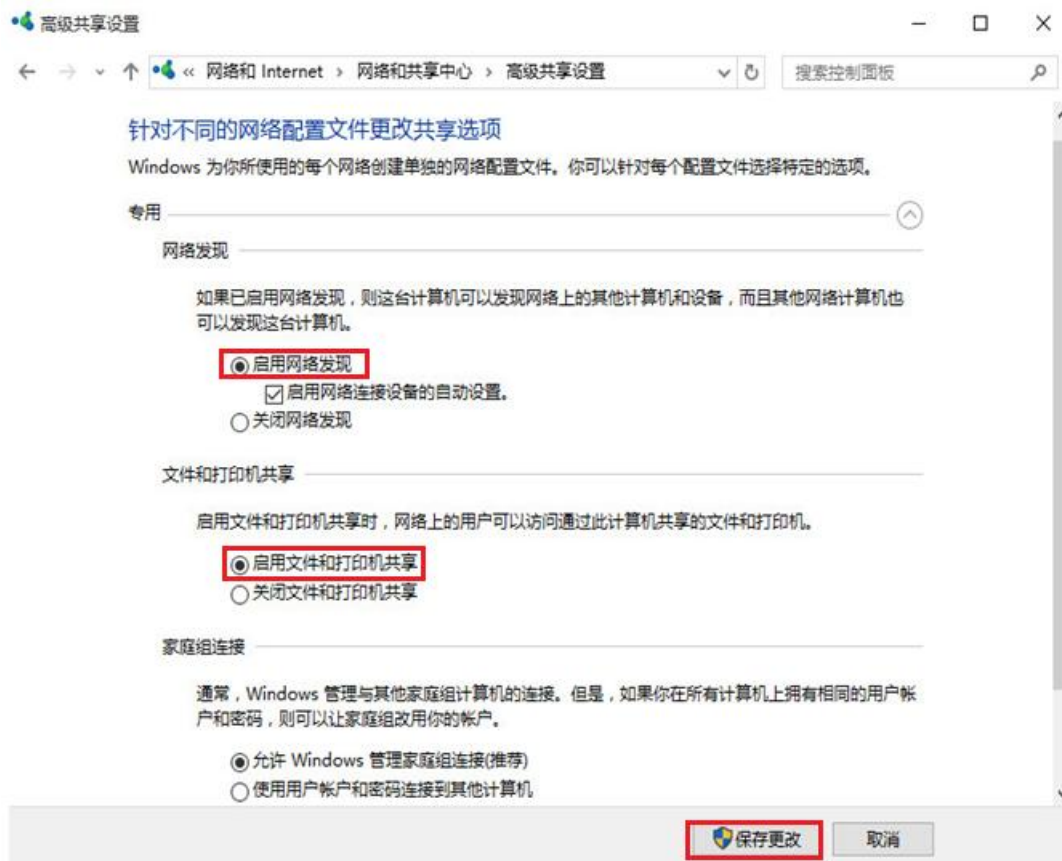 高级共享设置
« 网络和 Internet › 网络和共享中心 › 高级共享设置
搜索控制面板
针对不同的网络配置文件更改共享选项
Windows 为你所使用的每个网络创建单独的网络配置文件。你可以针对每个配置文件选择特定的选项。
专用
网络发现
如果已启用网络发现，则这台计算机可以发现网络上的其他计算机和设备，而且其他网络计算机也
可以发现这台计算机。
启用网络发现
启用网络连接设备的自动设置。
关闭网络发现
文件和打印机共享
启用文件和打印机共享时，网络上的用户可以访问通过此计算机共享的文件和打印机。
启用文件和打印机共享
关闭文件和打印机共享
家庭组连接
通常，Windows 管理与其他家庭组计算机的连接。但是，如果你在所有计算机上拥有相同的用户帐
户和密码，则可以让家庭组改用你的帐户。
允许 Windows 管理家庭组连接(推荐)
使用用户帐户和密码连接到其他计算机
保存更改
取消